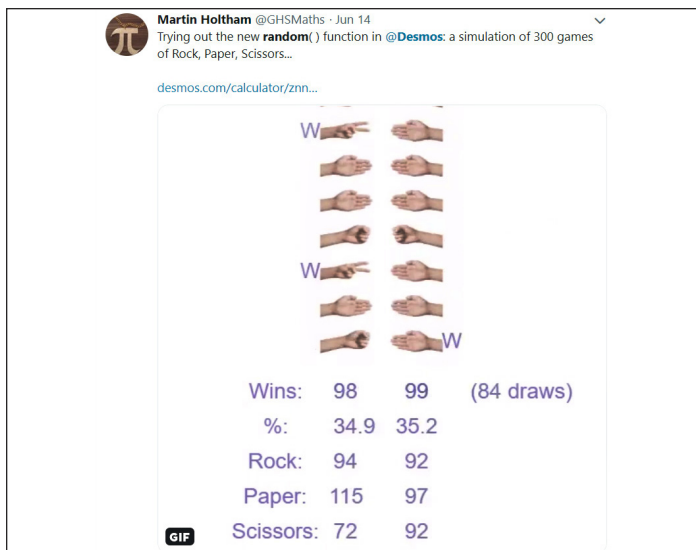 Martin Holtham @GHSMaths · Jun 14
Trying out the new random( ) function in @Desmos: a simulation of 300 games
of Rock, Paper, Scissors...
desmos.com/calculator/znn...
W
W
W
Wins: 98 99 (84 draws)
%: 34.9 35.2
Rock: 94 92
Paper: 115 97
Scissors: 72 92
GIF